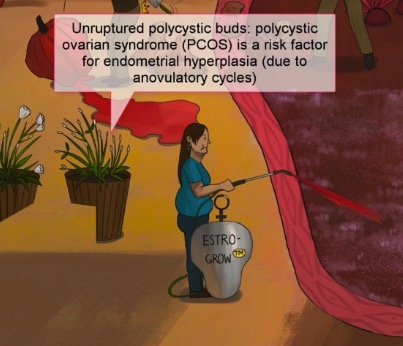 Unruptured polycystic buds: polycystic
ovarian syndrome (PCOS) is a risk factor
for endometrial hyperplasia (due to
anovulatory cycles)
ESTRO-
GROW TM